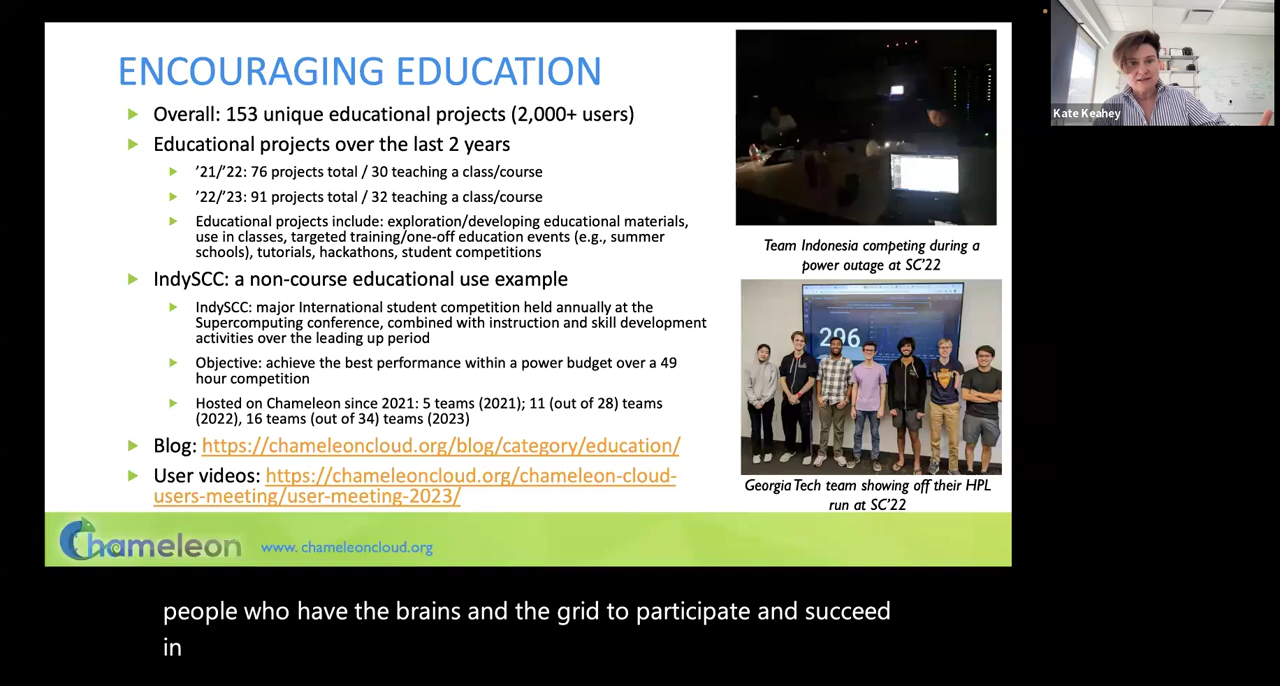 ENCOURAGING EDUCATION
Overall: 153 unique educational projects (2,000+ users)
Educational projects over the last 2 years
’21/’22: 76 projects total / 30 teaching a class/course
’22/’23: 91 projects total / 32 teaching a class/course
Educational projects include: exploration/developing educational materials,
use in classes, targeted training/one-off education events (e.g., summer
schools), tutorials, hackathons, student competitions
IndySCC: a non-course educational use example
IndySCC: major International student competition held annually at the
Supercomputing conference, combined with instruction and skill development
activities over the leading up period
Objective: achieve the best performance within a power budget over a 49
hour competition
Hosted on Chameleon since 2021: 5 teams (2021); 11 (out of 28) teams
(2022), 16 teams (out of 34) teams (2023)
Blog: https://chameleoncloud.org/blog/category/education/
User videos: https://chameleoncloud.org/chameleon-cloud-
users-meeting/user-meeting-2023/
Team Indonesia competing during a
power outage at SC’22
296
Georgia Tech team showing off their HPL
run at SC’22
Chameleon
www. chameleoncloud.org
Kate Keahey
people who have the brains and the grid to participate and succeed
in